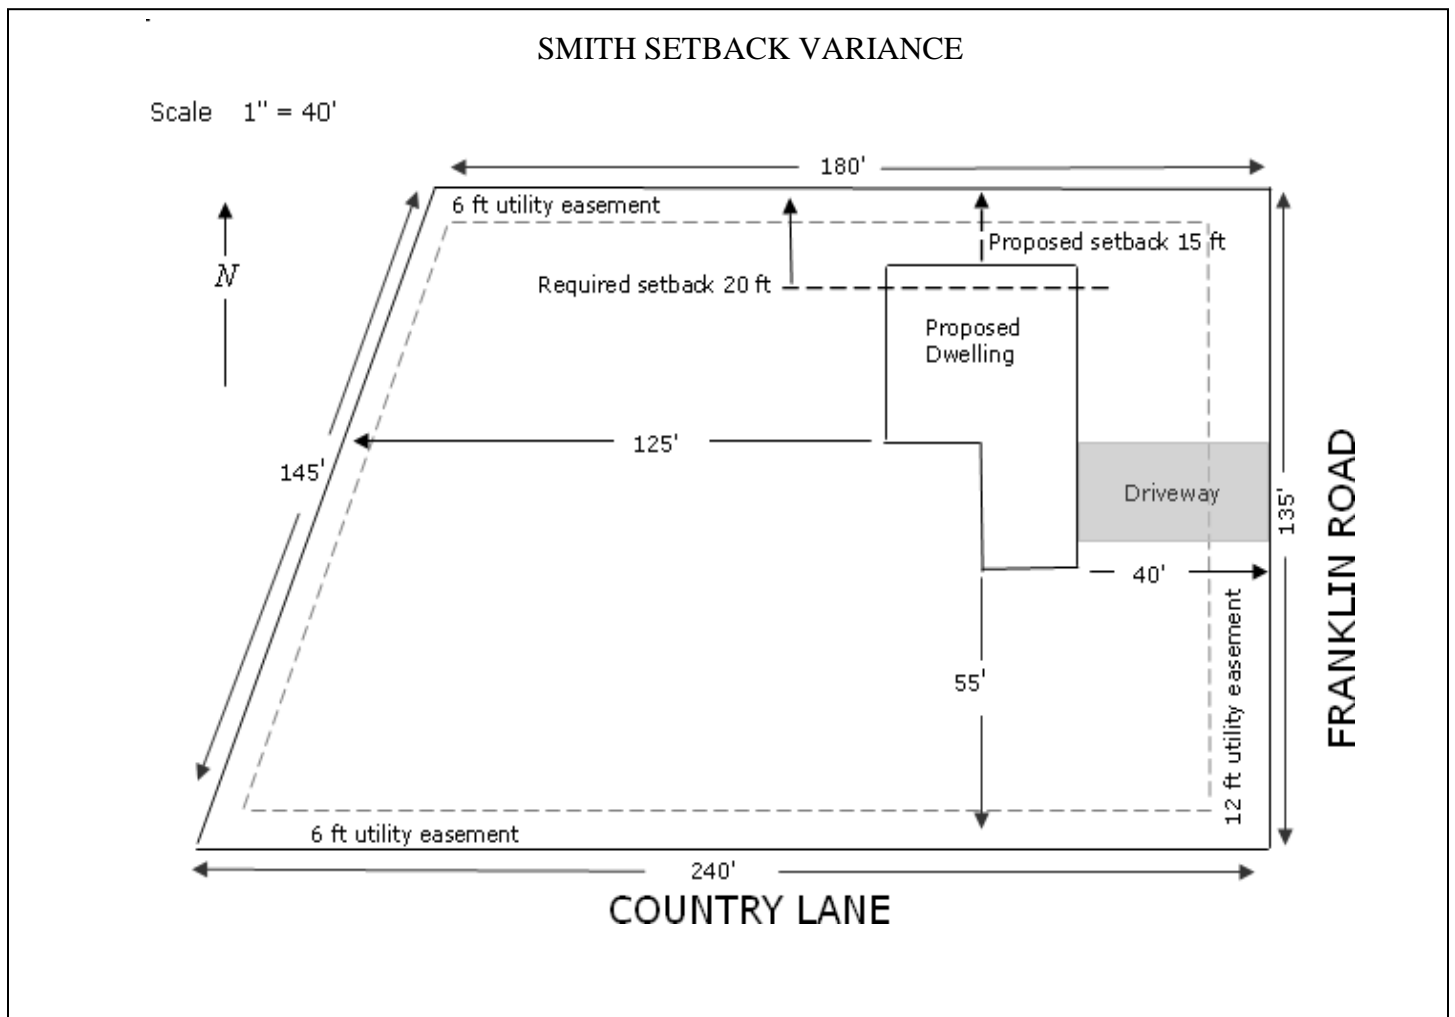 SMITH SETBACK VARIANCE
Scale 1" = 40'
180'
6 ft utility easement
N
Proposed setback 15 ft
Required setback 20 ft
Proposed
Dwelling
125'
145'
Driveway
135'
FRANKLIN ROAD
40'
12 ft utility easement
55'
6 ft utility easement
240'
COUNTRY LANE